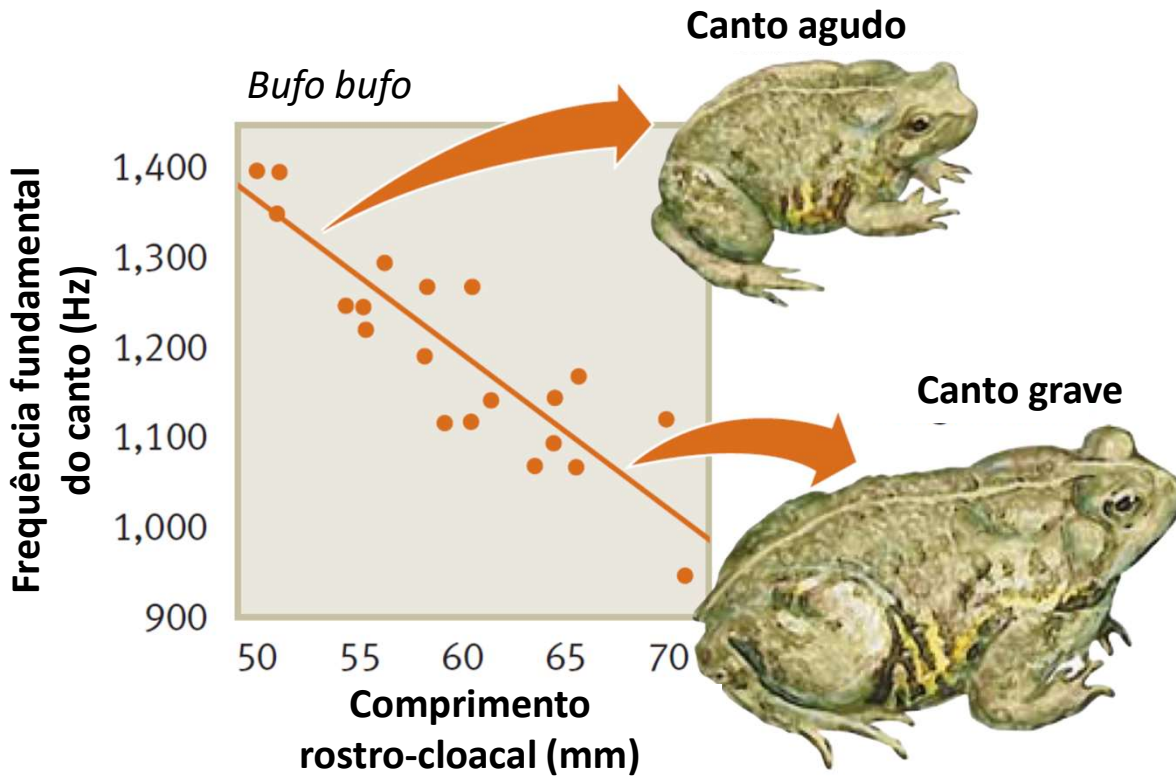 Canto agudo
Bufo bufo
Frequência fundamental
do canto (Hz)
1,400
1,300
1,200
1,100
1,000
900
Canto grave
50 55 60 65 70
Comprimento
rostro-cloacal (mm)